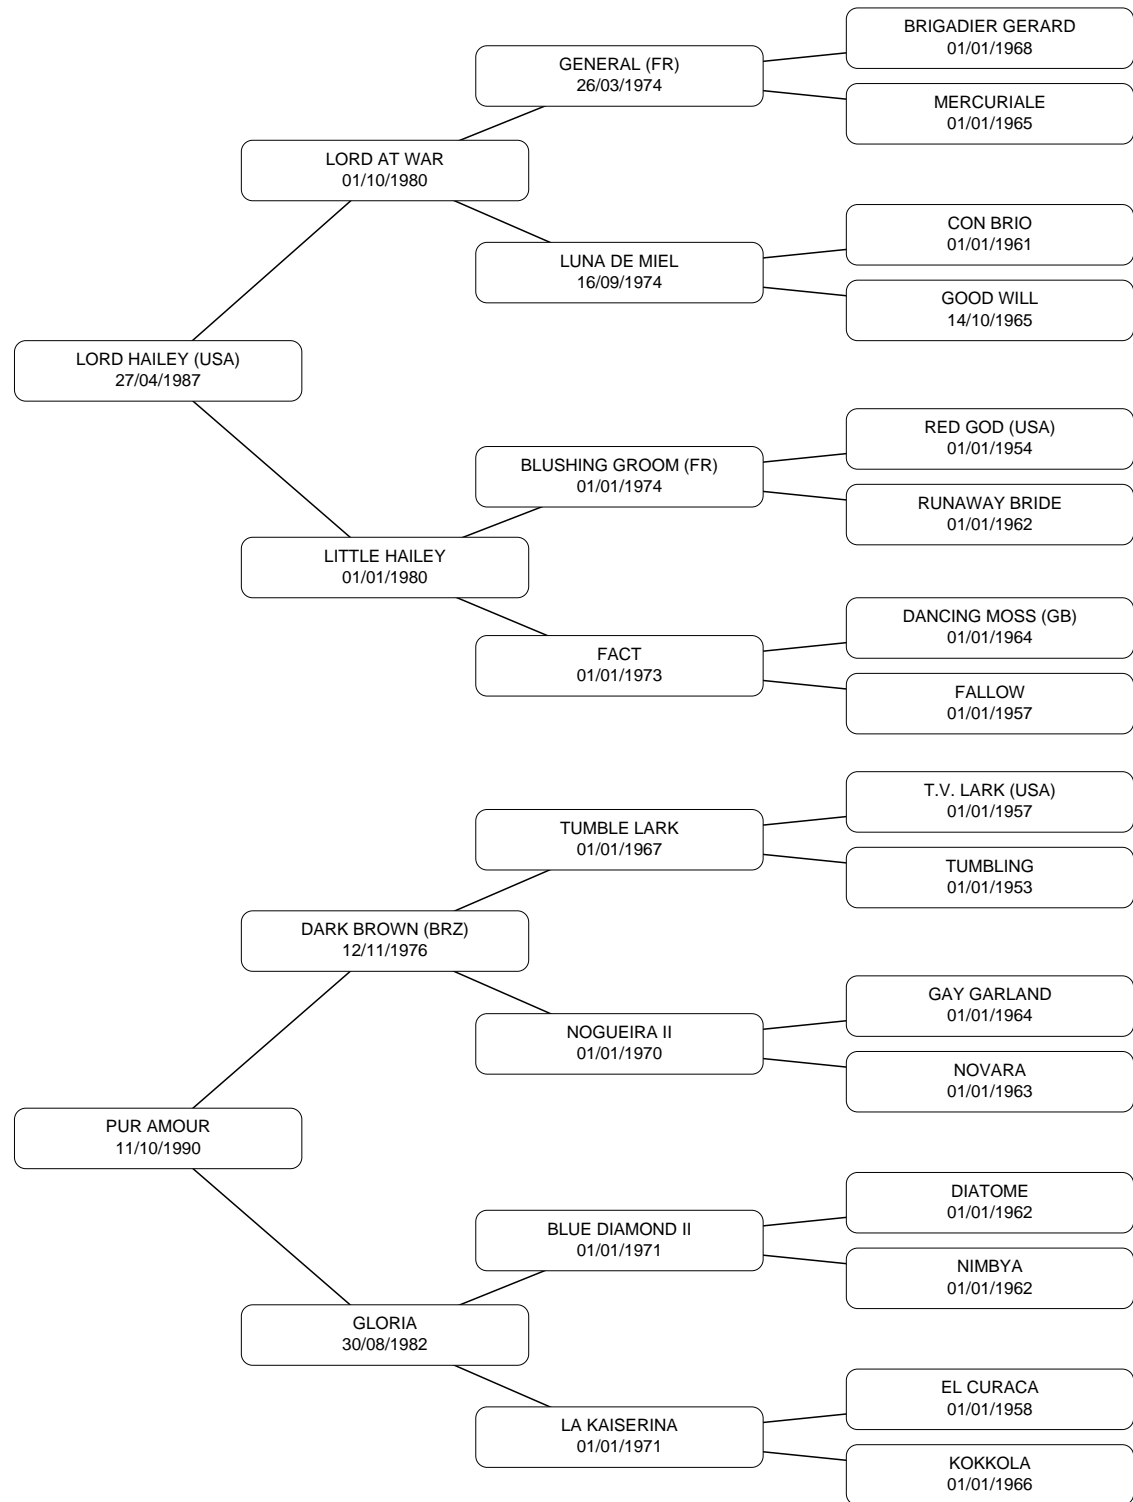 BRIGADIER GERARD
01/01/1968
GENERAL (FR)
26/03/1974
MERCURIALE
01/01/1965
LORD AT WAR
01/10/1980
CON BRIO
01/01/1961
LUNA DE MIEL
16/09/1974
GOOD WILL
14/10/1965
LORD HAILEY (USA)
27/04/1987
RED GOD (USA)
01/01/1954
BLUSHING GROOM (FR)
01/01/1974
RUNAWAY BRIDE
01/01/1962
LITTLE HAILEY
01/01/1980
DANCING MOSS (GB)
01/01/1964
FACT
01/01/1973
FALLOW
01/01/1957
T.V. LARK (USA)
01/01/1957
TUMBLE LARK
01/01/1967
TUMBLING
01/01/1953
DARK BROWN (BRZ)
12/11/1976
GAY GARLAND
01/01/1964
NOGUEIRA II
01/01/1970
NOVARA
01/01/1963
PUR AMOUR
11/10/1990
DIATOME
01/01/1962
BLUE DIAMOND II
01/01/1971
NIMBYA
01/01/1962
GLORIA
30/08/1982
EL CURACA
01/01/1958
LA KAISERINA
01/01/1971
KOKKOLA
01/01/1966